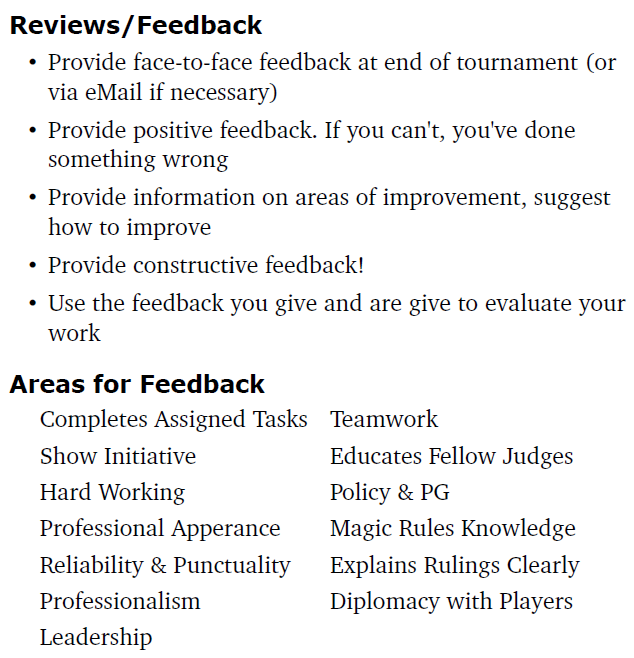 Reviews/Feedback
• Provide face-to-face feedback at end of tournament (or
via eMail if necessary)
• Provide positive feedback. If you can't, you've done
something wrong
• Provide information on areas of improvement, suggest
how to improve
• Provide constructive feedback!
• Use the feedback you give and are give to evaluate your
work
Areas for Feedback
Completes Assigned Tasks Teamwork
Show Initiative Educates Fellow Judges
Hard Working Policy & PG
Professional Apperance Magic Rules Knowledge
Reliability & Punctuality Explains Rulings Clearly
Professionalism Diplomacy with Players
Leadership